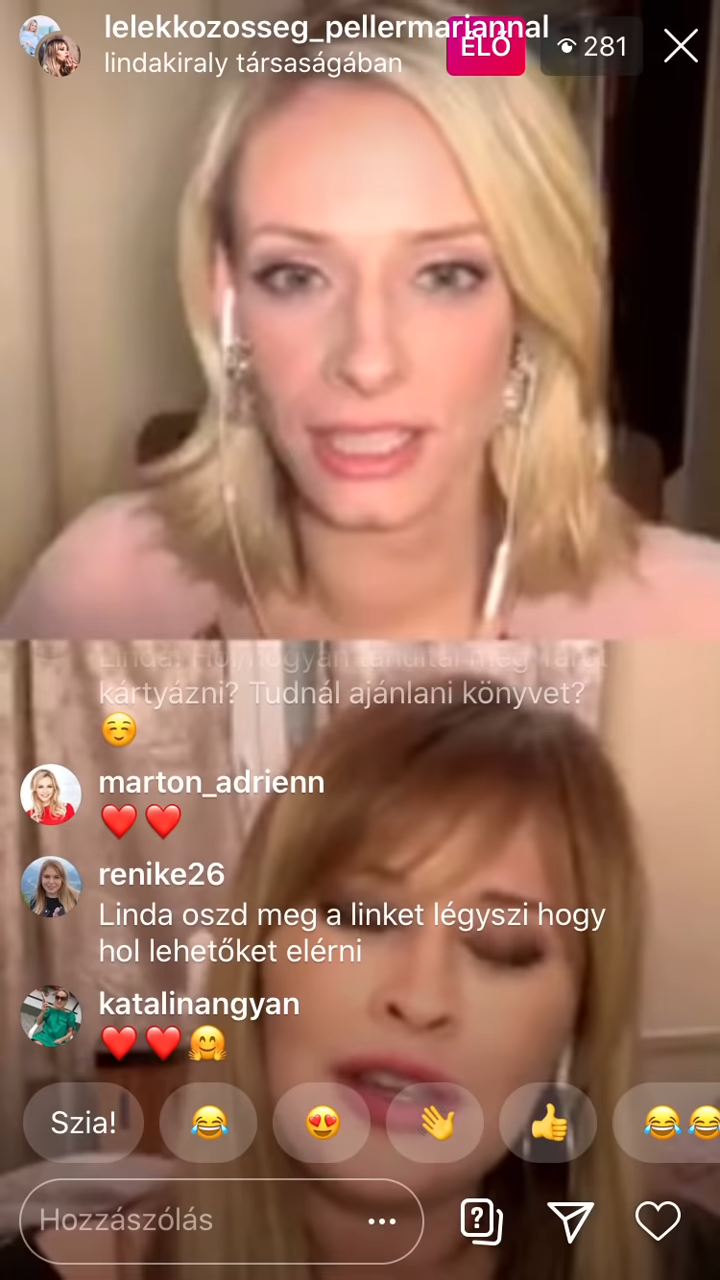 lelekkozosseg_pellermariannal
lindakiraly társaságában
ÉLŐ
281
kártyázni? Tudnál ajánlani könyvet?
marton_adrienn
renike26
Linda oszd meg a linket légyszi hogy
hol lehetőket elérni
katalinangyan
Szia!
Hozzászólás